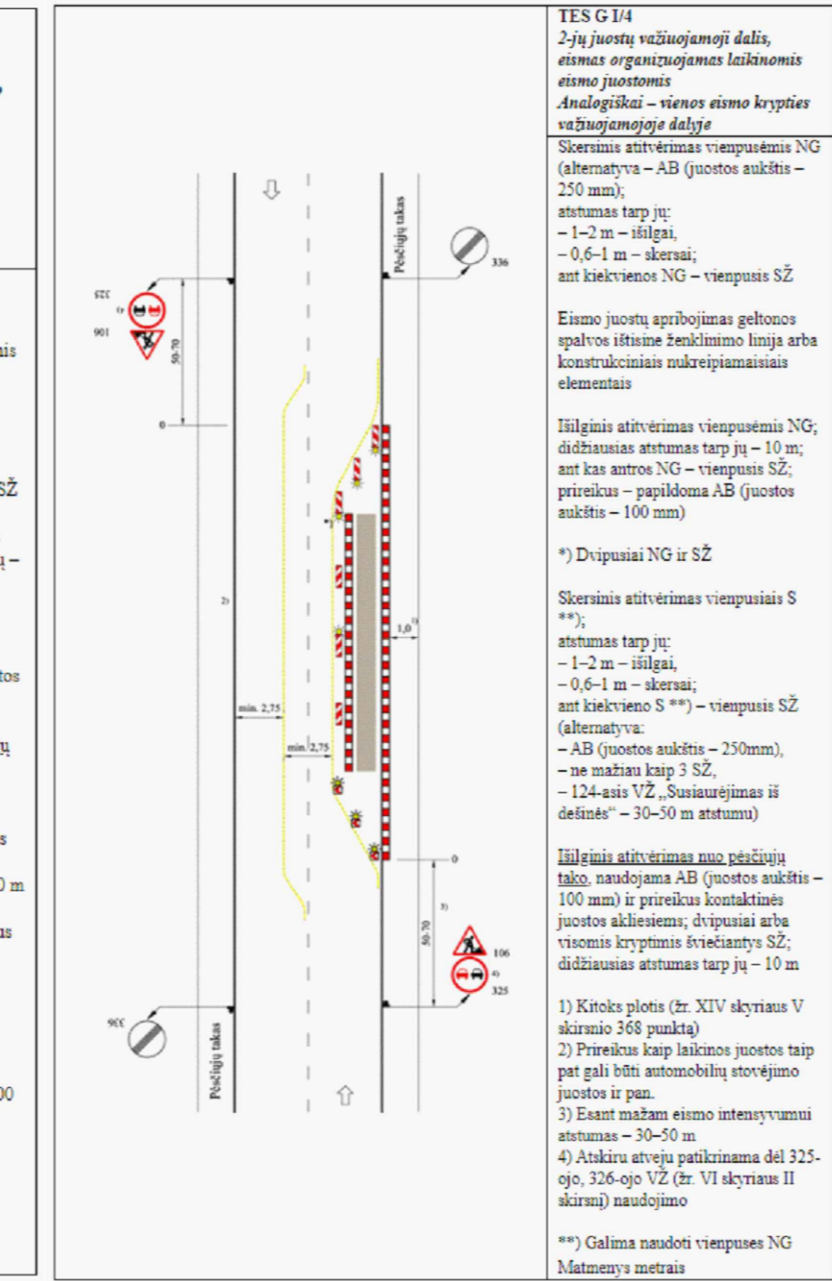 nis
SŽ
ų –
tos
ų
s
0 m
us
00
Pėsčiųjų takas
336
325
4)
106
50-70
0
*)
2)
1,0 1)
min. 2,75
min. 2,75
0
3)
50-70
106
4)
325
336
Pėsčiųjų takas
TES G I/4
2-jų juostų važiuojamoji dalis,
eismas organizuojamas laikinomis
eismo juostomis
Analogiškai – vienos eismo krypties
važiuojamojoje dalyje
Skersinis atitvėrimas vienpusėmis NG
(alternatyva – AB (juostos aukštis –
250 mm);
atstumas tarp jų:
– 1–2 m – išilgai,
– 0,6–1 m – skersai;
ant kiekvienos NG – vienpusis SŽ
Eismo juostų apribojimas geltonos
spalvos ištisine ženklinimo linija arba
konstrukciniais nukreipiamaisiais
elementais
Išilginis atitvėrimas vienpusėmis NG;
didžiausias atstumas tarp jų – 10 m;
ant kas antros NG – vienpusis SŽ;
prireikus – papildoma AB (juostos
aukštis – 100 mm)
*) Dvipusiai NG ir SŽ
Skersinis atitvėrimas vienpusiais S
**);
atstumas tarp jų:
– 1–2 m – išilgai,
– 0,6–1 m – skersai;
ant kiekvieno S **) – vienpusis SŽ
(alternatyva:
– AB (juostos aukštis – 250mm),
– ne mažiau kaip 3 SŽ,
– 124-asis VŽ „Susiaurėjimas iš
dešinės“ – 30–50 m atstumu)
Išilginis atitvėrimas nuo pėsčiųjų
tako, naudojama AB (juostos aukštis –
100 mm) ir prireikus kontaktinės
juostos akliesiems; dvipusiai arba
visomis kryptimis šviečiantys SŽ;
didžiausias atstumas tarp jų – 10 m
1) Kitoks plotis (žr. XIV skyriaus V
skirsnio 368 punktą)
2) Prireikus kaip laikinos juostos taip
pat gali būti automobilių stovėjimo
juostos ir pan.
3) Esant mažam eismo intensyvumui
atstumas – 30–50 m
4) Atskiru atveju patikrinama dėl 325-
ojo, 326-ojo VŽ (žr. VI skyriaus II
skirsnį) naudojimo
**) Galima naudoti vienpuses NG
Matmenys metrais